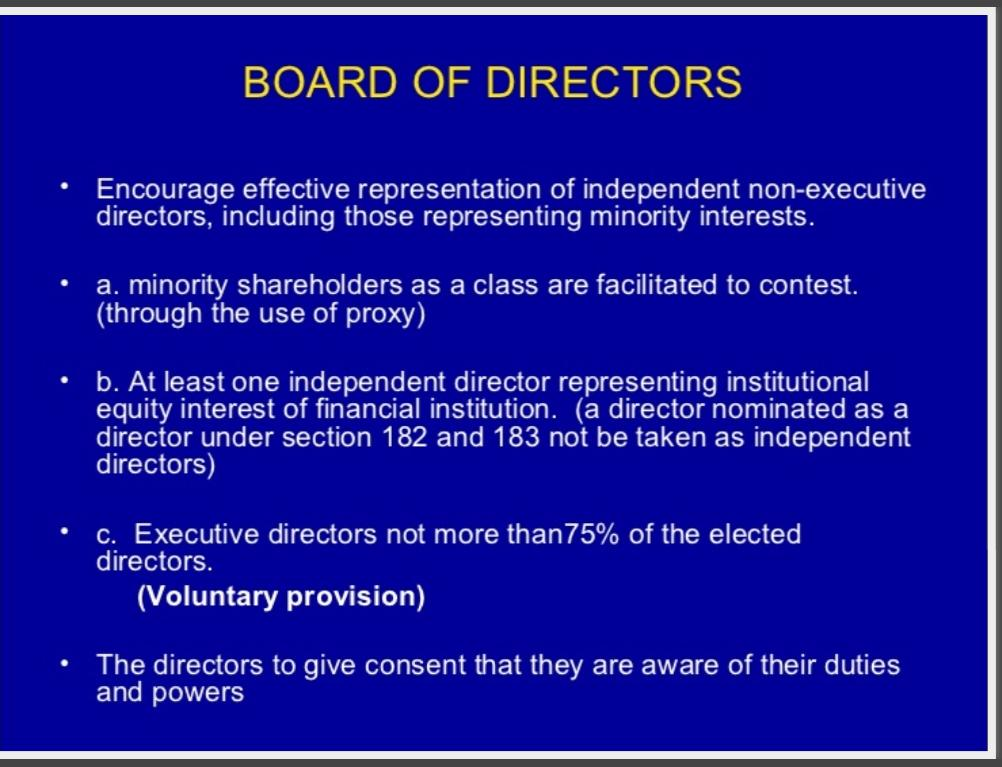 BOARD OF DIRECTORS
• Encourage effective representation of independent non-executive
directors, including those representing minority interests.
• a. minority shareholders as a class are facilitated to contest.
(through the use of proxy)
• b. At least one independent director representing institutional
equity interest of financial institution.  (a director nominated as a
director under section 182 and 183 not be taken as independent
directors)
• c.  Executive directors not more than75% of the elected
directors.
(Voluntary provision)
• The directors to give consent that they are aware of their duties
and powers